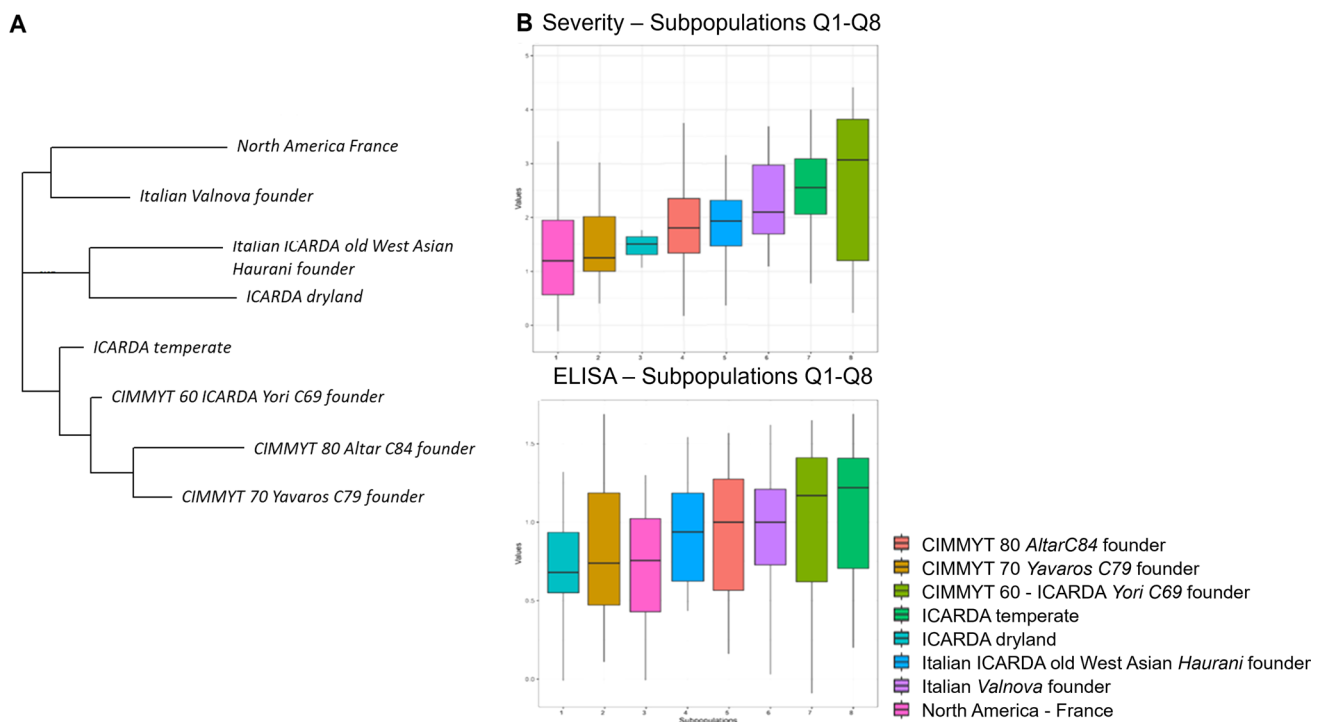 A
North America France
Italian Valnova founder
Italian ICARDA old West Asian
Haurani founder
ICARDA dryland
ICARDA temperate
CIMMYT 60 ICARDA Yori C69 founder
CIMMYT 80 Altar C84 founder
CIMMYT 70 Yavaros C79 founder
B Severity – Subpopulations Q1-Q8
Values
5
4
3
2
1
0
1 2 3 4 5 6 7 8
ELISA – Subpopulations Q1-Q8
Values
1.5
1.0
0.5
0.0
1 2 3 4 5 6 7 8
Subpopulations
CIMMYT 80 AltarC84 founder
CIMMYT 70 Yavaros C79 founder
CIMMYT 60 - ICARDA Yori C69 founder
ICARDA temperate
ICARDA dryland
Italian ICARDA old West Asian Haurani founder
Italian Valnova founder
North America - France